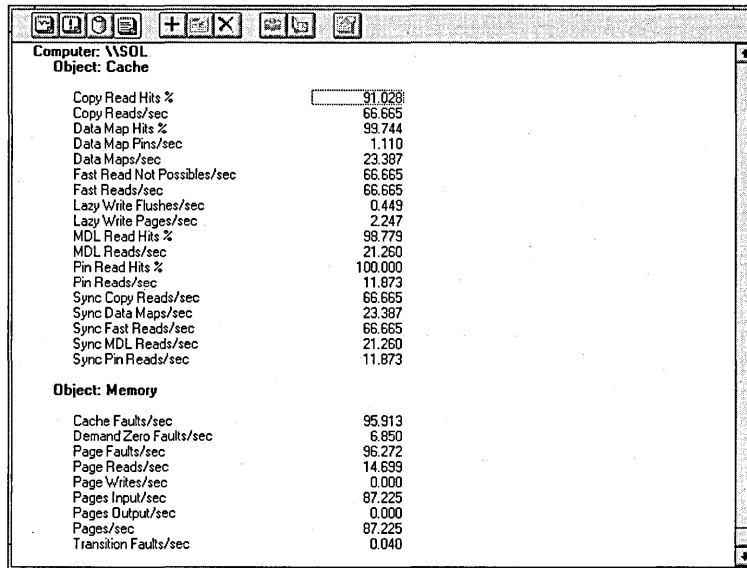 Computer: \\SOL
Object: Cache
Copy Read Hits % 91.028
Copy Reads/sec 66.665
Data Map Hits % 99.744
Data Map Pins/sec 1.110
Data Maps/sec 23.387
Fast Read Not Possibles/sec 66.665
Fast Reads/sec 66.665
Lazy Write Flushes/sec 0.449
Lazy Write Pages/sec 2.247
MDL Read Hits % 98.779
MDL Reads/sec 21.260
Pin Read Hits % 100.000
Pin Reads/sec 11.873
Sync Copy Reads/sec 66.665
Sync Data Maps/sec 23.387
Sync Fast Reads/sec 66.665
Sync MDL Reads/sec 21.260
Sync Pin Reads/sec 11.873
Object: Memory
Cache Faults/sec 95.913
Demand Zero Faults/sec 6.850
Page Faults/sec 96.272
Page Reads/sec 14.699
Page Writes/sec 0.000
Pages Input/sec 87.225
Pages Output/sec 0.000
Pages/sec 87.225
Transition Faults/sec 0.040